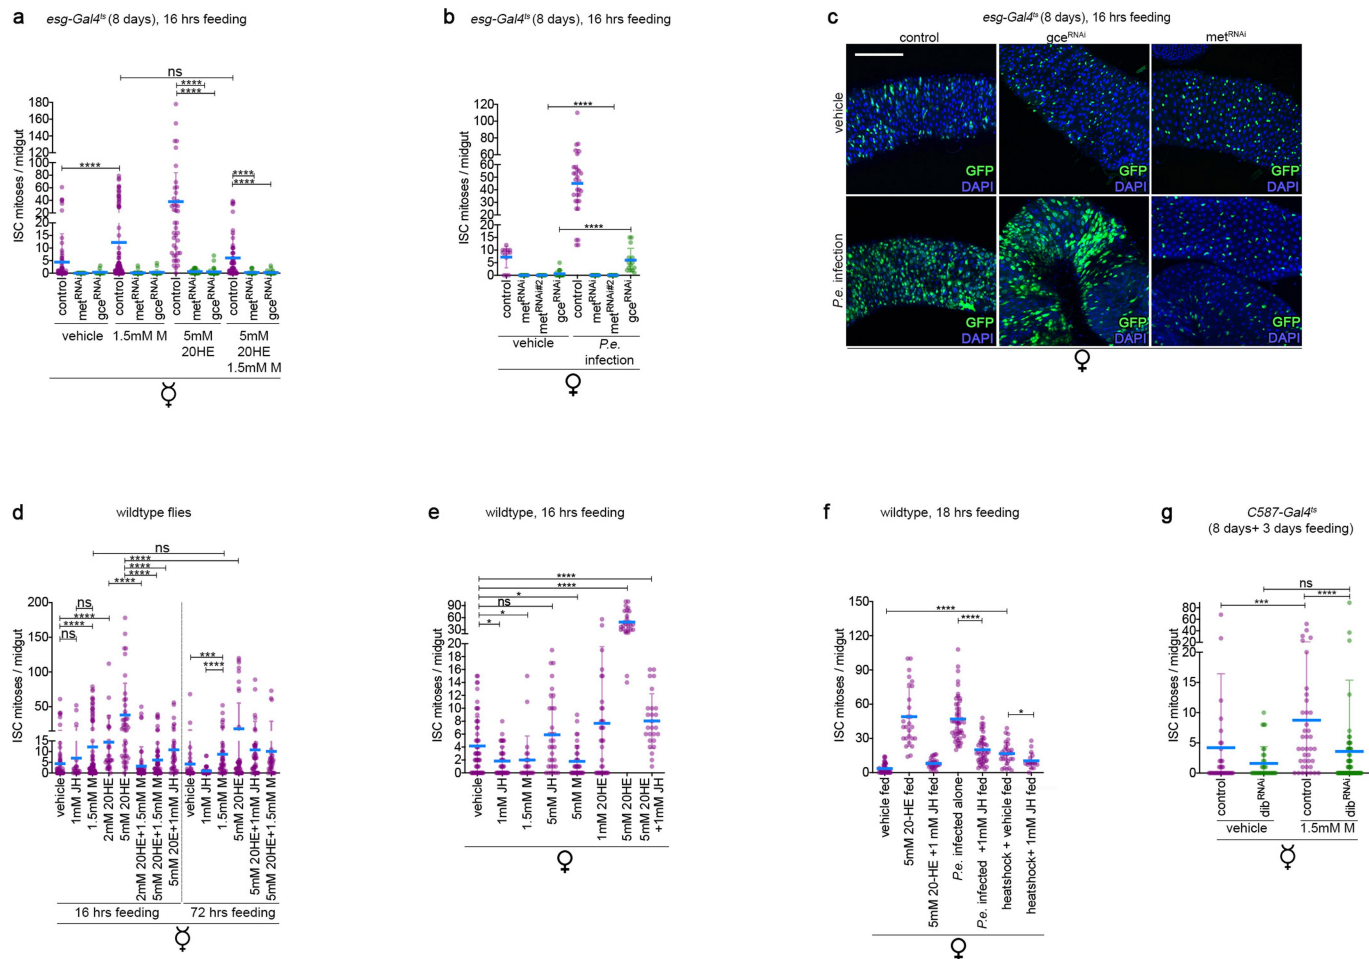 a
esg-Gal4ts (8 days), 16 hrs feeding
ISC mitoses / midgut
180
160
140
120
100
100
80
60
40
20
20
15
10
5
0
ns
****
****
****
****
****
control
metRNAi
gceRNAi
control
metRNAi
gceRNAi
control
metRNAi
gceRNAi
control
metRNAi
gceRNAi
vehicle
1.5mM M
5mM
20HE
5mM
20HE
1.5mM M
☿
b
esg-Gal4ts (8 days), 16 hrs feeding
ISC mitoses / midgut
120
100
80
60
60
50
40
30
20
20
15
10
5
0
****
****
control
metRNAi
metRNAi#2
gceRNAi
control
metRNAi
metRNAi#2
gceRNAi
vehicle
P.e.
infection
♀
c
esg-Gal4ts (8 days), 16 hrs feeding
control
gceRNAi
metRNAi
vehicle
GFP
DAPI
GFP
DAPI
GFP
DAPI
P.e. infection
GFP
DAPI
GFP
DAPI
GFP
DAPI
♀
d
wildtype flies
ISC mitoses / midgut
200
150
100
50
15
10
5
0
ns
****
****
****
****
ns
****
****
ns
***
****
vehicle
1mM JH
1.5mM M
2mM 20HE
5mM 20HE
2mM 20HE+1.5mM M
5mM 20HE+1.5mM M
5mM 20E+1mM JH
vehicle
1mM JH
1.5mM M
5mM 20HE
5mM 20HE+1mM JH
5mM 20HE+1.5mM M
16 hrs feeding
72 hrs feeding
☿
e
wildtype, 16 hrs feeding
ISC mitoses / midgut
90
60
30
20
18
16
14
12
10
8
6
4
2
0
****
****
*
ns
*
*
vehicle
1mM JH
1.5mM M
5mM JH
5mM M
1mM 20HE
5mM 20HE
5mM 20HE
+1mM JH
♀
f
wildtype, 18 hrs feeding
ISC mitoses / midgut
150
120
90
60
30
0
****
****
*
vehicle fed
5mM 20-HE fed
5mM 20-HE +1 mM JH fed
P.e. infected alone
P.e. infected +1mM JH fed
heatshock + vehicle fed
heatshock+ 1mM JH fed
♀
g
C587-Gal4ts
(8 days+ 3 days feeding)
ISC mitoses / midgut
80
60
40
20
20
15
10
5
0
ns
***
****
control
dibRNAi
control
dibRNAi
vehicle
1.5mM M
☿